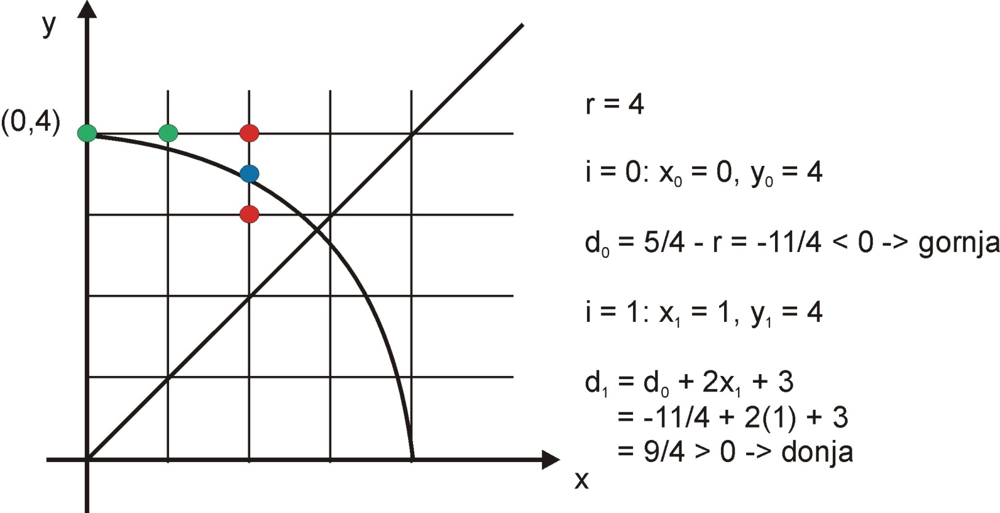 y
(0,4)
x
r = 4
i = 0: x₀ = 0, y₀ = 4
d₀ = 5/4 - r = -11/4 < 0 -> gornja
i = 1: x₁ = 1, y₁ = 4
d₁ = d₀ + 2x₁ + 3
= -11/4 + 2(1) + 3
= 9/4 > 0 -> donja